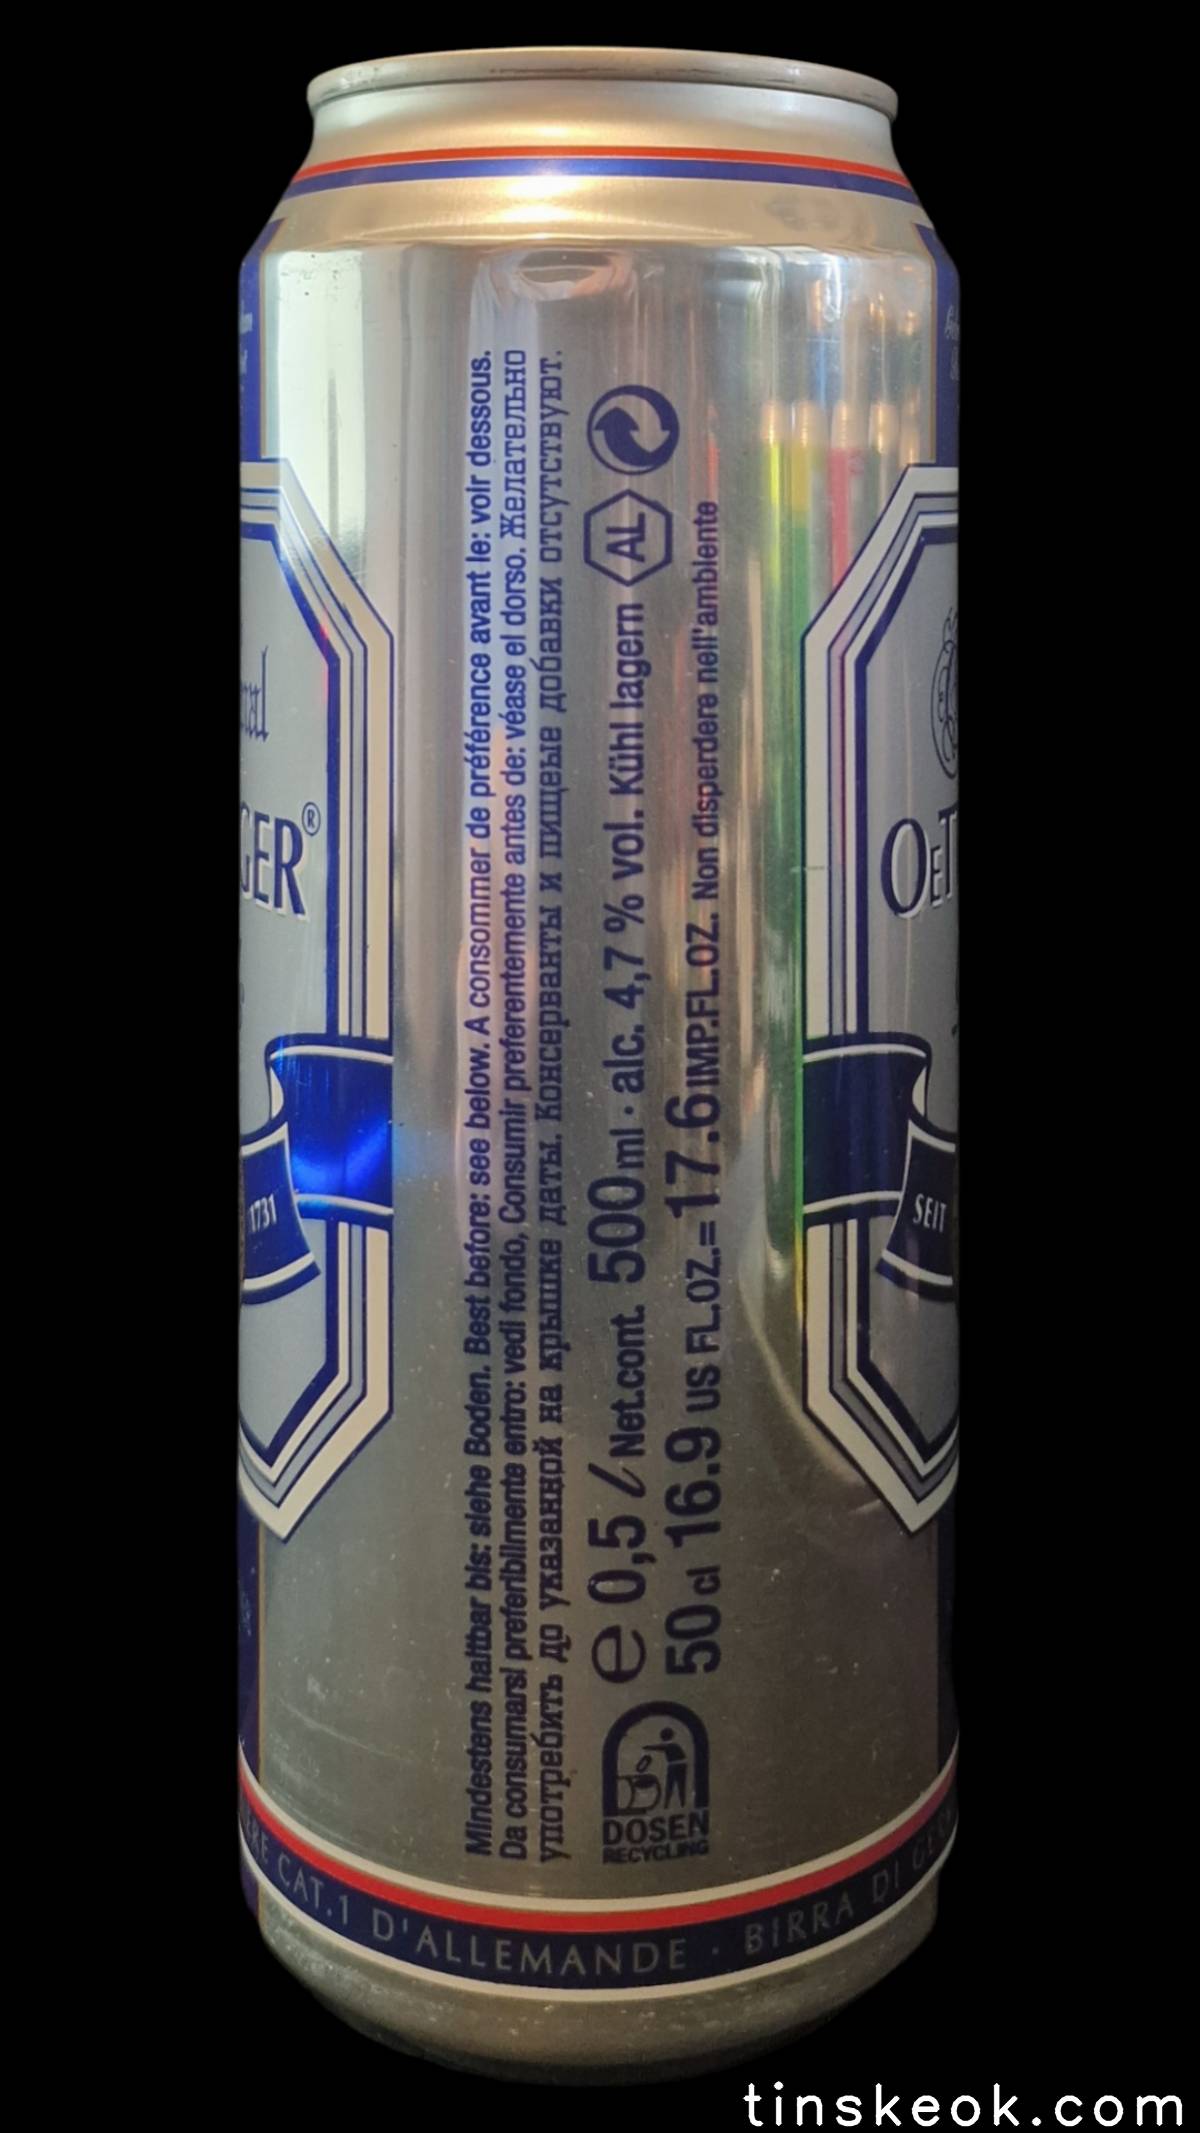 Mindestens haltbar bis: siehe Boden. Best before: see below. A consommer de préférence avant le: voir dessous.
Da consumarsi preferibilmente entro: vedi fondo, Consumir preferentemente antes de: véase el dorso. Желательно
употребить до указанной на крышке даты. Консерванты и пищевые добавки отсутствуют.
e 0,5 l Net.cont. 500 ml · alc. 4,7 % vol. Kühl lagern AL
50 cl 16.9 US FL.OZ.= 17.6 IMP.FL.OZ. Non disperdere nell'ambiente
DOSEN
RECYCLING
GER®
1731
OeT
SEIT
CAT.1 D'ALLEMANDE · BIRRA DI
tinskeok.com